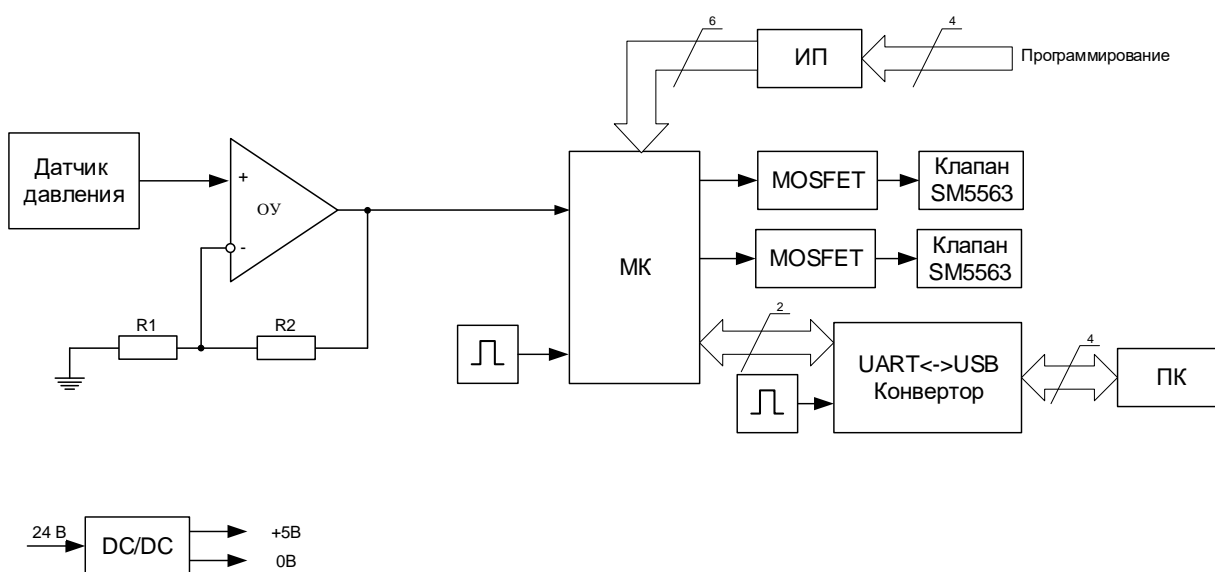 6
4
ИП
Программирование
Датчик
давления
+
ОУ
-
MOSFET
Клапан
SM5563
МК
MOSFET
Клапан
SM5563
R1
R2
2
UART<->USB
Конвертор
4
ПК
24 В
DC/DC
+5В
0В